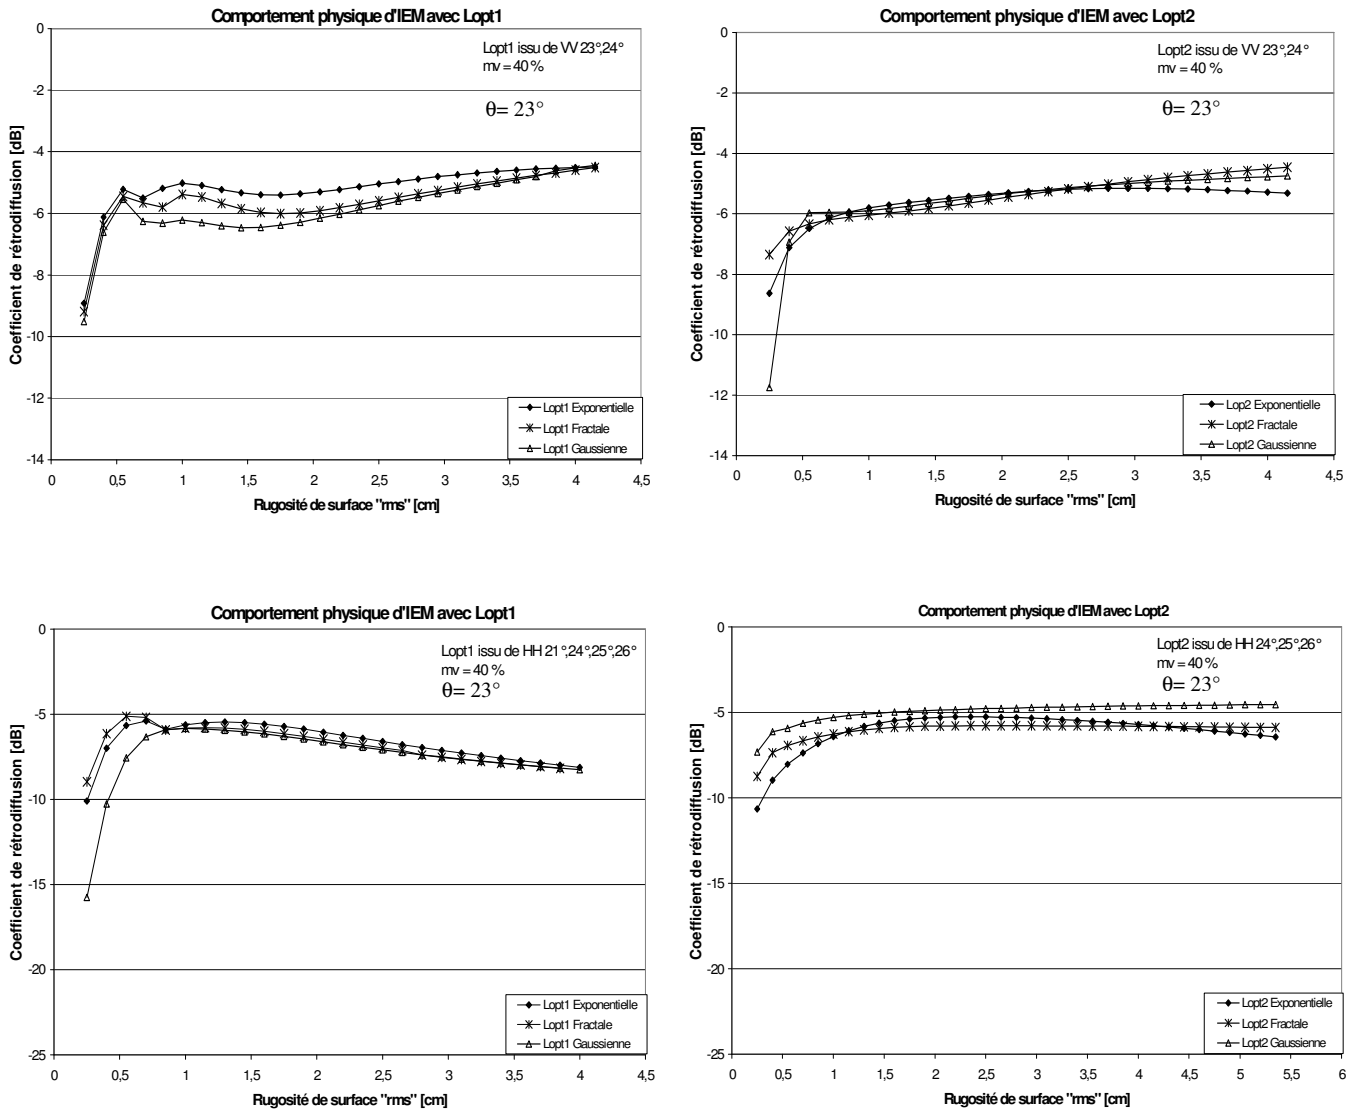 Comportement physique d'IEM avec Lopt1
Lopt1 issu de VV 23°,24°
mv = 40 %
θ= 23°
Coefficient de rétrodiffusion [dB]
0
-2
-4
-6
-8
-10
-12
-14
Lopt1 Exponentielle
Lopt1 Fractale
Lopt1 Gaussienne
0 0,5 1 1,5 2 2,5 3 3,5 4 4,5
Rugosité de surface "rms" [cm]
Comportement physique d'IEM avec Lopt2
Lopt2 issu de VV 23°,24°
mv = 40 %
θ= 23°
Coefficient de rétrodiffusion [dB]
0
-2
-4
-6
-8
-10
-12
-14
Lop2 Exponentielle
Lopt2 Fractale
Lopt2 Gaussienne
0 0,5 1 1,5 2 2,5 3 3,5 4 4,5
Rugosité de surface "rms" [cm]
Comportement physique d'IEM avec Lopt1
Lopt1 issu de HH 21°,24°,25°,26°
mv = 40 %
θ= 23°
Coefficient de rétrodiffusion [dB]
0
-5
-10
-15
-20
-25
Lopt1 Exponentielle
Lopt1 Fractale
Lopt1 Gaussienne
0 0,5 1 1,5 2 2,5 3 3,5 4 4,5
Rugosité de surface "rms" [cm]
Comportement physique d'IEM avec Lopt2
Lopt2 issu de HH 24°,25°,26°
mv = 40 %
θ= 23°
Coefficient de rétrodiffusion [dB]
0
-5
-10
-15
-20
-25
Lopt2 Exponentielle
Lopt2 Fractale
Lopt2 Gaussienne
0 0,5 1 1,5 2 2,5 3 3,5 4 4,5 5 5,5 6
Rugosité de surface "rms" [cm]